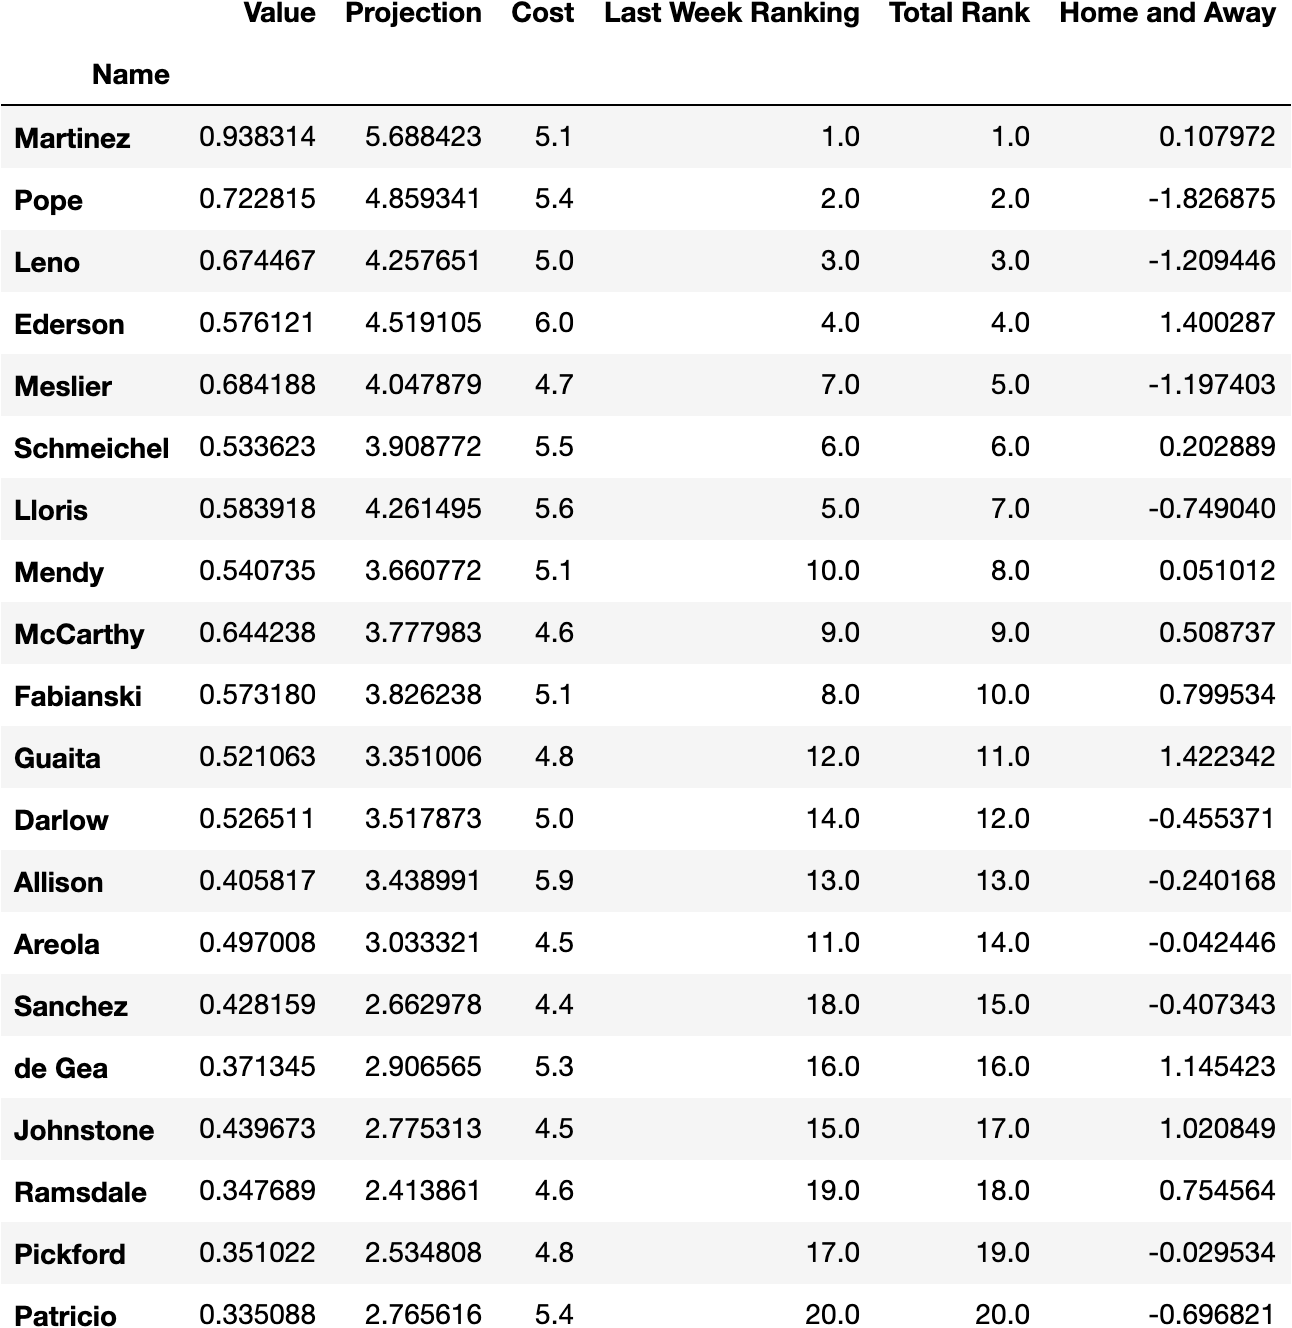 Value Projection Cost Last Week Ranking Total Rank Home and Away
Name
Martinez 0.938314 5.688423 5.1 1.0 1.0 0.107972
Pope 0.722815 4.859341 5.4 2.0 2.0 -1.826875
Leno 0.674467 4.257651 5.0 3.0 3.0 -1.209446
Ederson 0.576121 4.519105 6.0 4.0 4.0 1.400287
Meslier 0.684188 4.047879 4.7 7.0 5.0 -1.197403
Schmeichel 0.533623 3.908772 5.5 6.0 6.0 0.202889
Lloris 0.583918 4.261495 5.6 5.0 7.0 -0.749040
Mendy 0.540735 3.660772 5.1 10.0 8.0 0.051012
McCarthy 0.644238 3.777983 4.6 9.0 9.0 0.508737
Fabianski 0.573180 3.826238 5.1 8.0 10.0 0.799534
Guaita 0.521063 3.351006 4.8 12.0 11.0 1.422342
Darlow 0.526511 3.517873 5.0 14.0 12.0 -0.455371
Allison 0.405817 3.438991 5.9 13.0 13.0 -0.240168
Areola 0.497008 3.033321 4.5 11.0 14.0 -0.042446
Sanchez 0.428159 2.662978 4.4 18.0 15.0 -0.407343
de Gea 0.371345 2.906565 5.3 16.0 16.0 1.145423
Johnstone 0.439673 2.775313 4.5 15.0 17.0 1.020849
Ramsdale 0.347689 2.413861 4.6 19.0 18.0 0.754564
Pickford 0.351022 2.534808 4.8 17.0 19.0 -0.029534
Patricio 0.335088 2.765616 5.4 20.0 20.0 -0.696821